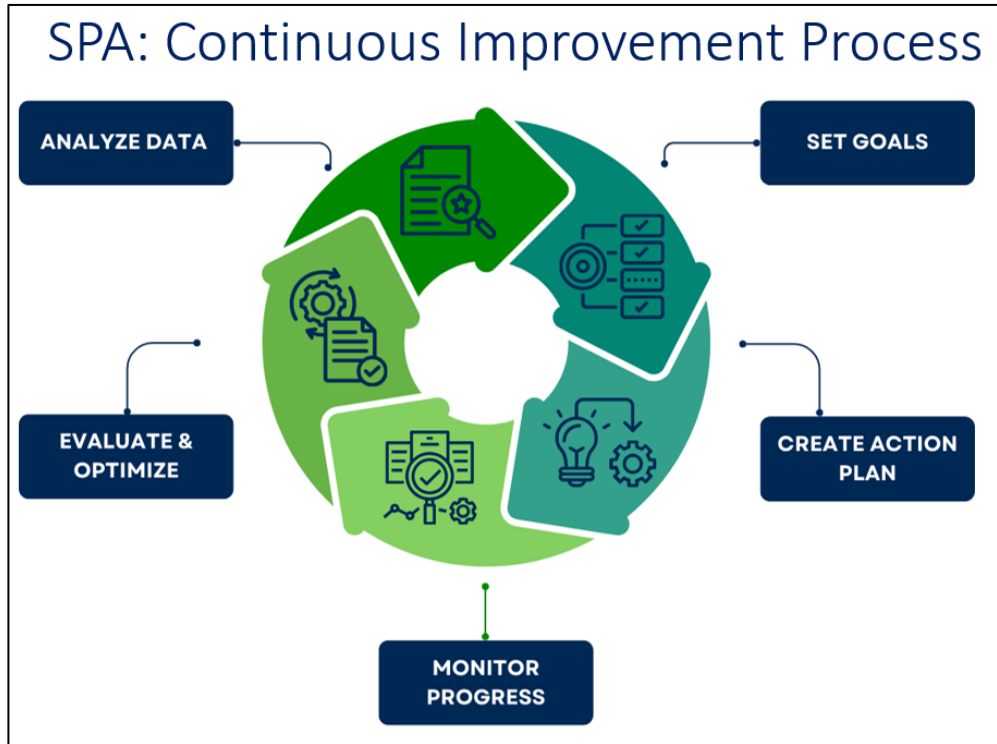 SPA: Continuous Improvement Process
ANALYZE DATA
SET GOALS
EVALUATE &
OPTIMIZE
CREATE ACTION
PLAN
MONITOR
PROGRESS